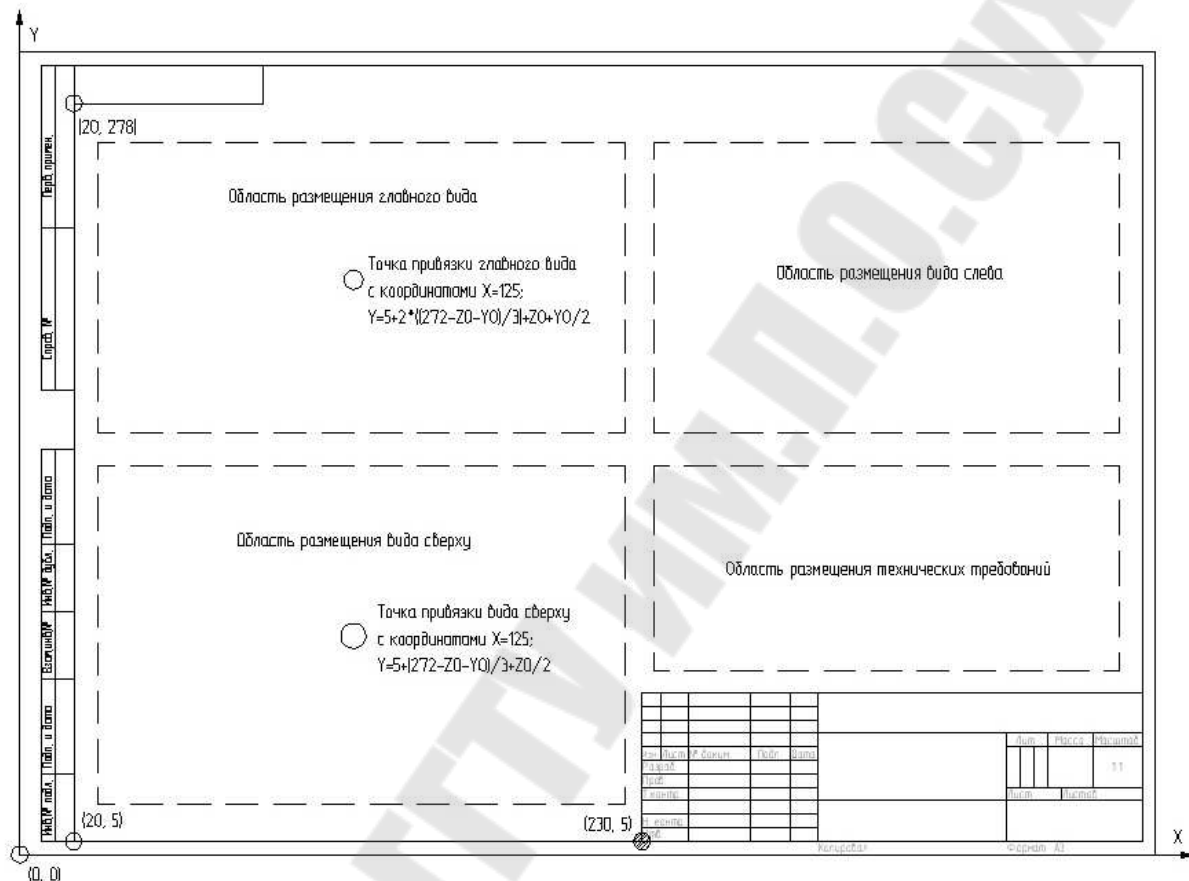 Y
|20, 278|
Перв. примен.
Область размещения главного вида
Точка привязки главного вида
с координатами X=125;
Y=5+2*((272-Z0-Y0)/3)+Z0+Y0/2
Область размещения вида слева
Справ. №
Подп. и дата
Инв.№ дубл.
Взам.инв.№
Подп. и дата
Инв.№ подл.
Область размещения вида сверху
Точка привязки вида сверху
с координатами X=125;
Y=5+(272-Z0-Y0)/3+Z0/2
Область размещения технических требований
Изм. Лист № докум. Подп. Дата
Разраб.
Пров.
Т.контр.
Н. контр.
Утв.
Лит. Масса Масштаб
1:1
Лист Листов
(20, 5)
(230, 5)
Копировал
Формат A3
X
(0, 0)
ГТУ ИМ.П.О.СУХ